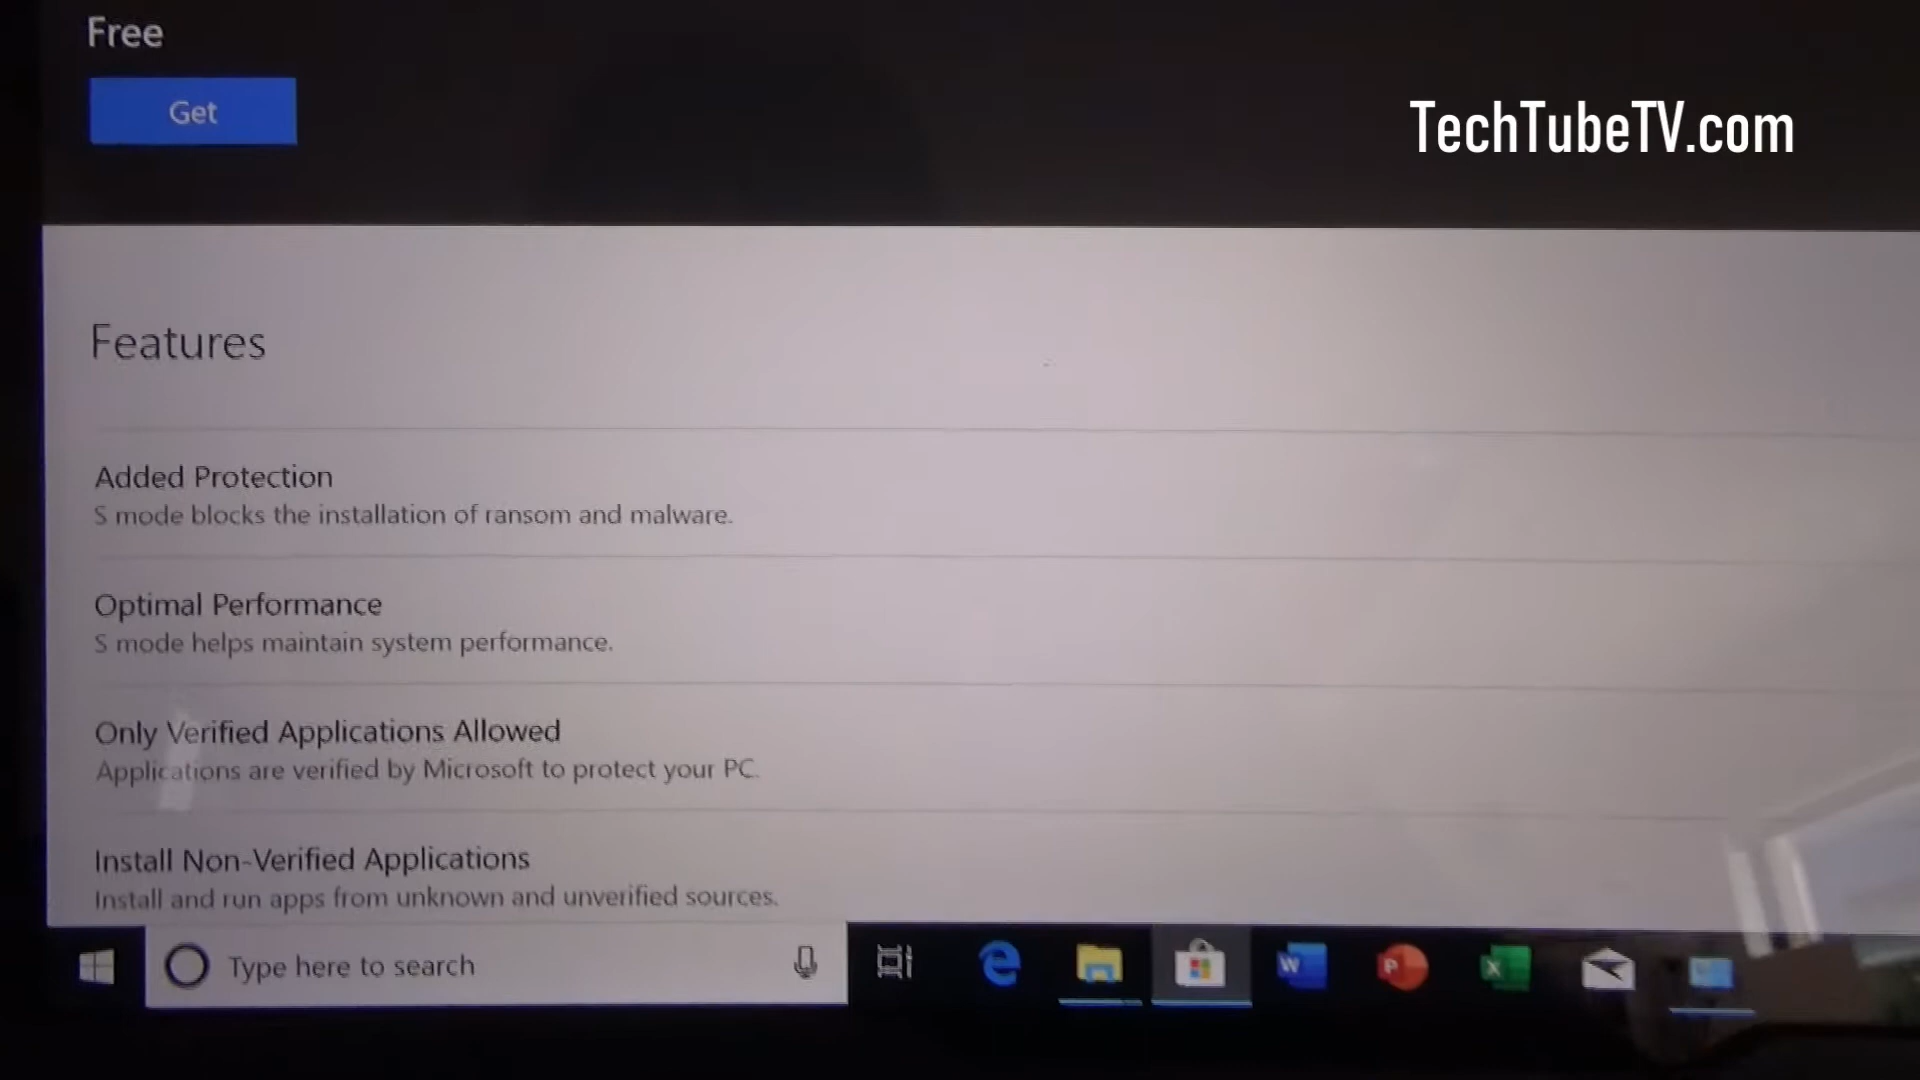 Free
Get
TechTubeTV.com
Features
Added Protection
S mode blocks the installation of ransom and malware.
Optimal Performance
S mode helps maintain system performance.
Only Verified Applications Allowed
Applications are verified by Microsoft to protect your PC.
Install Non-Verified Applications
Install and run apps from unknown and unverified sources.
Type here to search
W
P
X